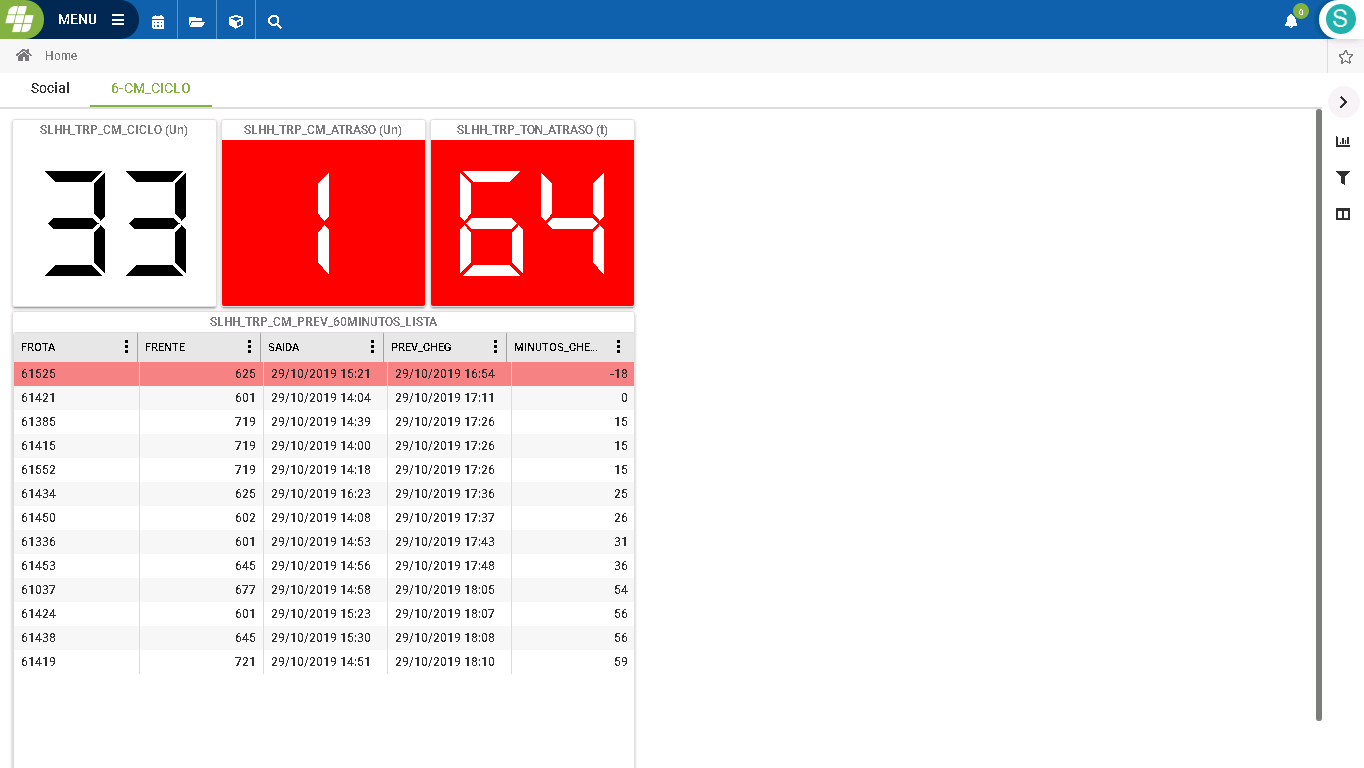 MENU
0
S
Home
Social 6-CM_CICLO
SLHH_TRP_CM_CICLO (Un) SLHH_TRP_CM_ATRASO (Un) SLHH_TRP_TON_ATRASO (t)
33 1 64
SLHH_TRP_CM_PREV_60MINUTOS_LISTA
FROTA FRENTE SAIDA PREV_CHEG MINUTOS_CHE...
61525 625 29/10/2019 15:21 29/10/2019 16:54 -18
61421 601 29/10/2019 14:04 29/10/2019 17:11 0
61385 719 29/10/2019 14:39 29/10/2019 17:26 15
61415 719 29/10/2019 14:00 29/10/2019 17:26 15
61552 719 29/10/2019 14:18 29/10/2019 17:26 15
61434 625 29/10/2019 16:23 29/10/2019 17:36 25
61450 602 29/10/2019 14:08 29/10/2019 17:37 26
61336 601 29/10/2019 14:53 29/10/2019 17:43 31
61453 645 29/10/2019 14:56 29/10/2019 17:48 36
61037 677 29/10/2019 14:58 29/10/2019 18:05 54
61424 601 29/10/2019 15:23 29/10/2019 18:07 56
61438 645 29/10/2019 15:30 29/10/2019 18:08 56
61419 721 29/10/2019 14:51 29/10/2019 18:10 59